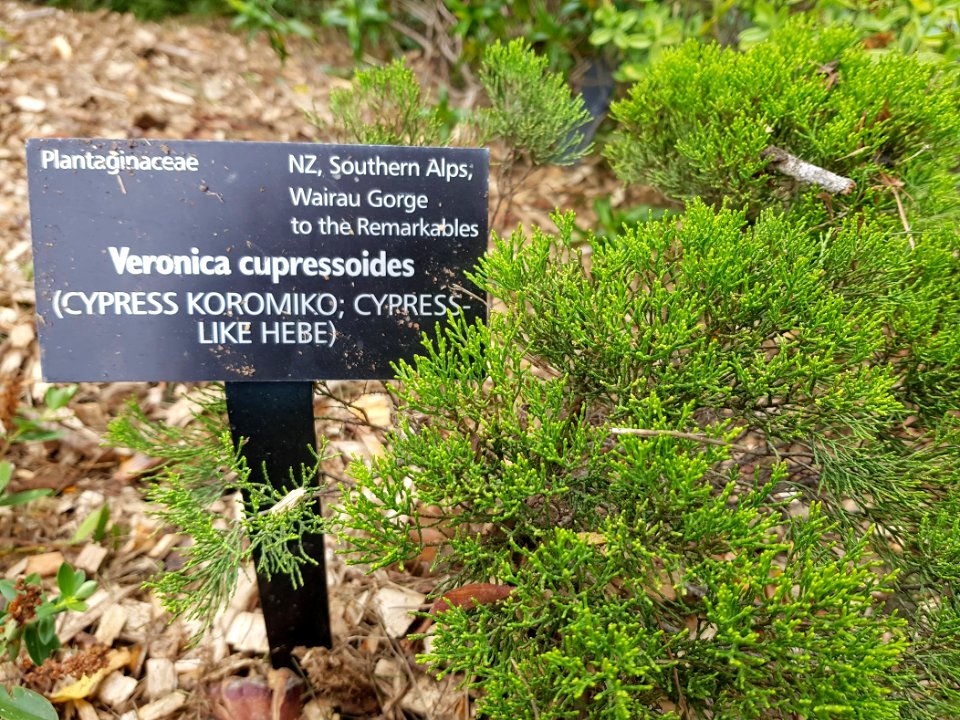 Plantaginaceae
NZ, Southern Alps,
Wairau Gorge
to the Remarkables
Veronica cupressoides
(CYPRESS KOROMIKO; CYPRESS-
LIKE HEBE)